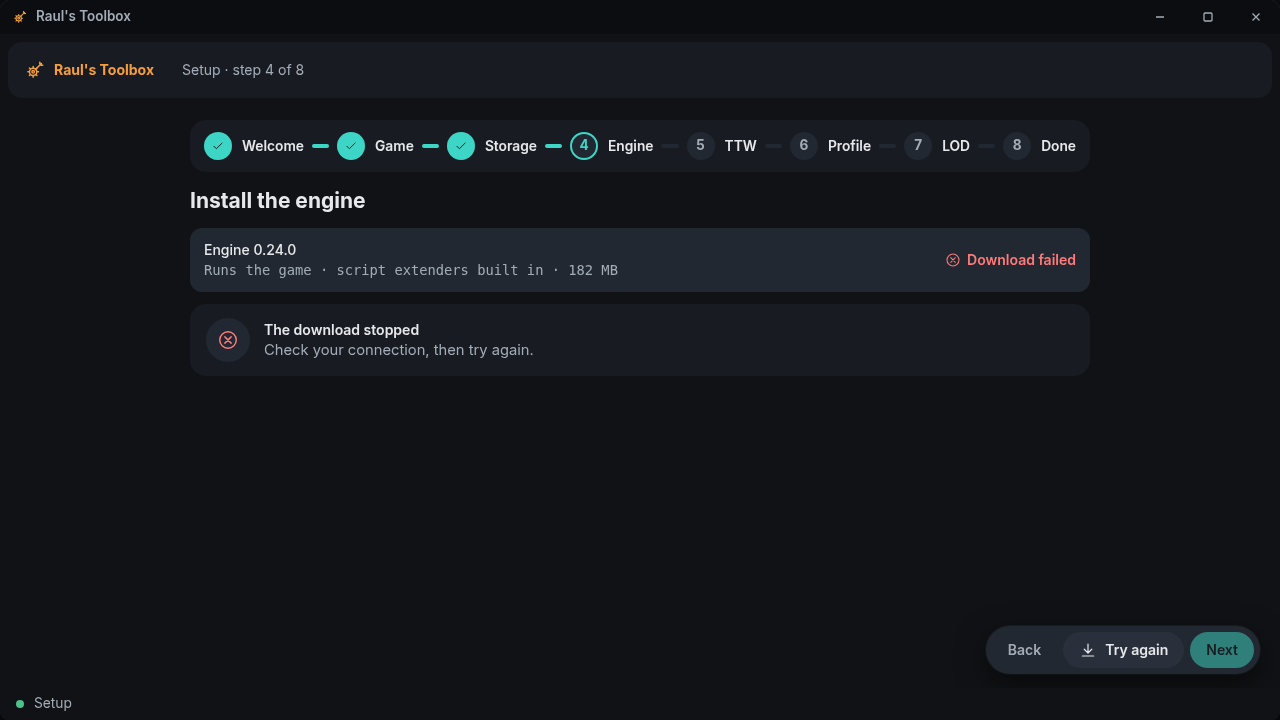 Raul's Toolbox
Raul's Toolbox
Setup · step 4 of 8
Welcome
Game
Storage
4 Engine
5 TTW
6 Profile
7 LOD
8 Done
Install the engine
Engine 0.24.0
Runs the game · script extenders built in · 182 MB
Download failed
The download stopped
Check your connection, then try again.
Back
Try again
Next
Setup